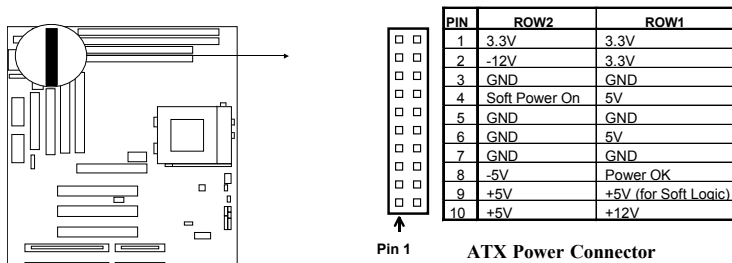 PIN ROW2 ROW1
1 3.3V 3.3V
2 -12V 3.3V
3 GND GND
4 Soft Power On 5V
5 GND GND
6 GND 5V
7 GND GND
8 -5V Power OK
9 +5V +5V (for Soft Logic)
10 +5V +12V
Pin 1
ATX Power Connector